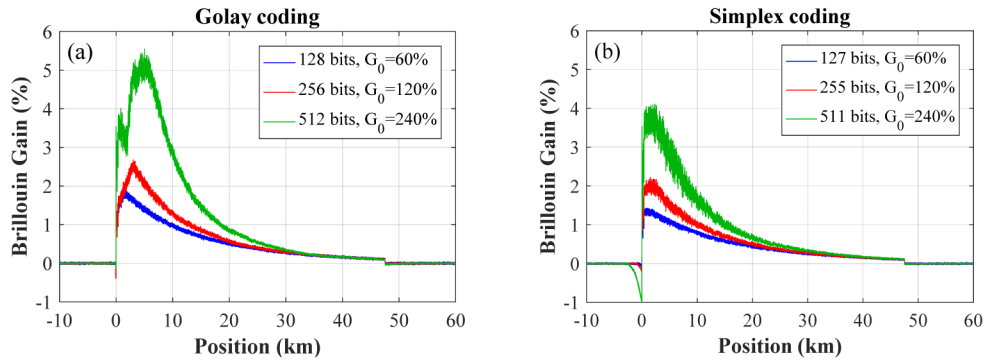 Golay coding
(a)
128 bits, G0=60%
256 bits, G0=120%
512 bits, G0=240%
Brillouin Gain (%)
6
5
4
3
2
1
0
-1
-10 0 10 20 30 40 50 60
Position (km)
Simplex coding
(b)
127 bits, G0=60%
255 bits, G0=120%
511 bits, G0=240%
Brillouin Gain (%)
6
5
4
3
2
1
0
-1
-10 0 10 20 30 40 50 60
Position (km)